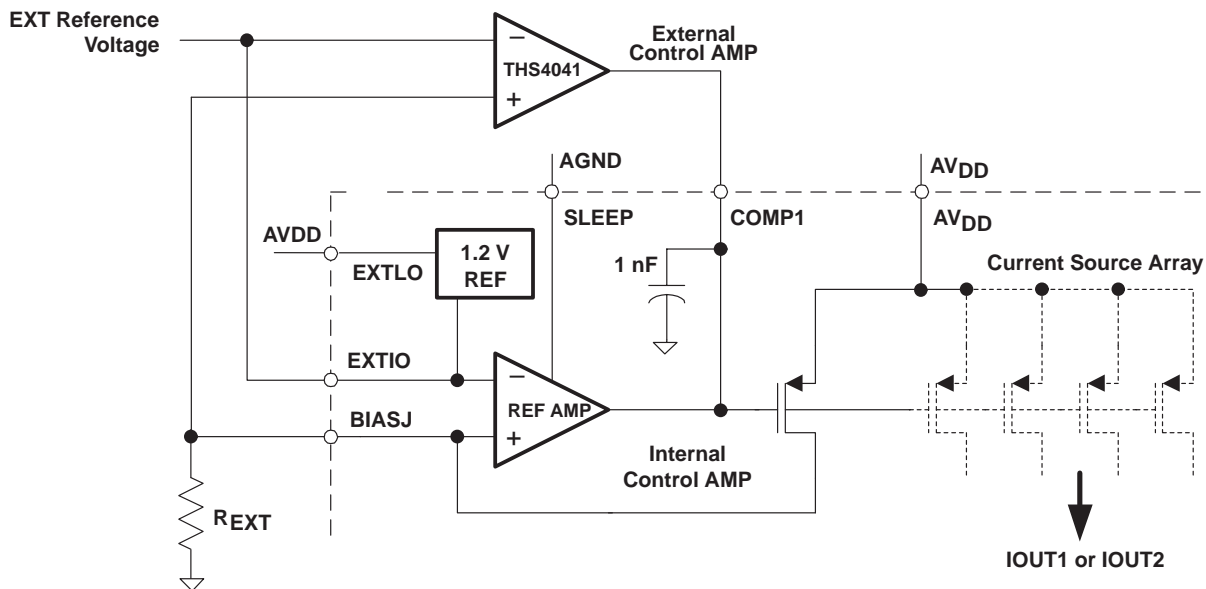 EXT Reference
Voltage
−
THS4041
+
External
Control AMP
AGND
AVDD
SLEEP
COMP1
AVDD
AVDD
EXTLO
1.2 V
REF
1 nF
Current Source Array
EXTIO
−
REF AMP
+
BIASJ
Internal
Control AMP
REXT
IOUT1 or IOUT2